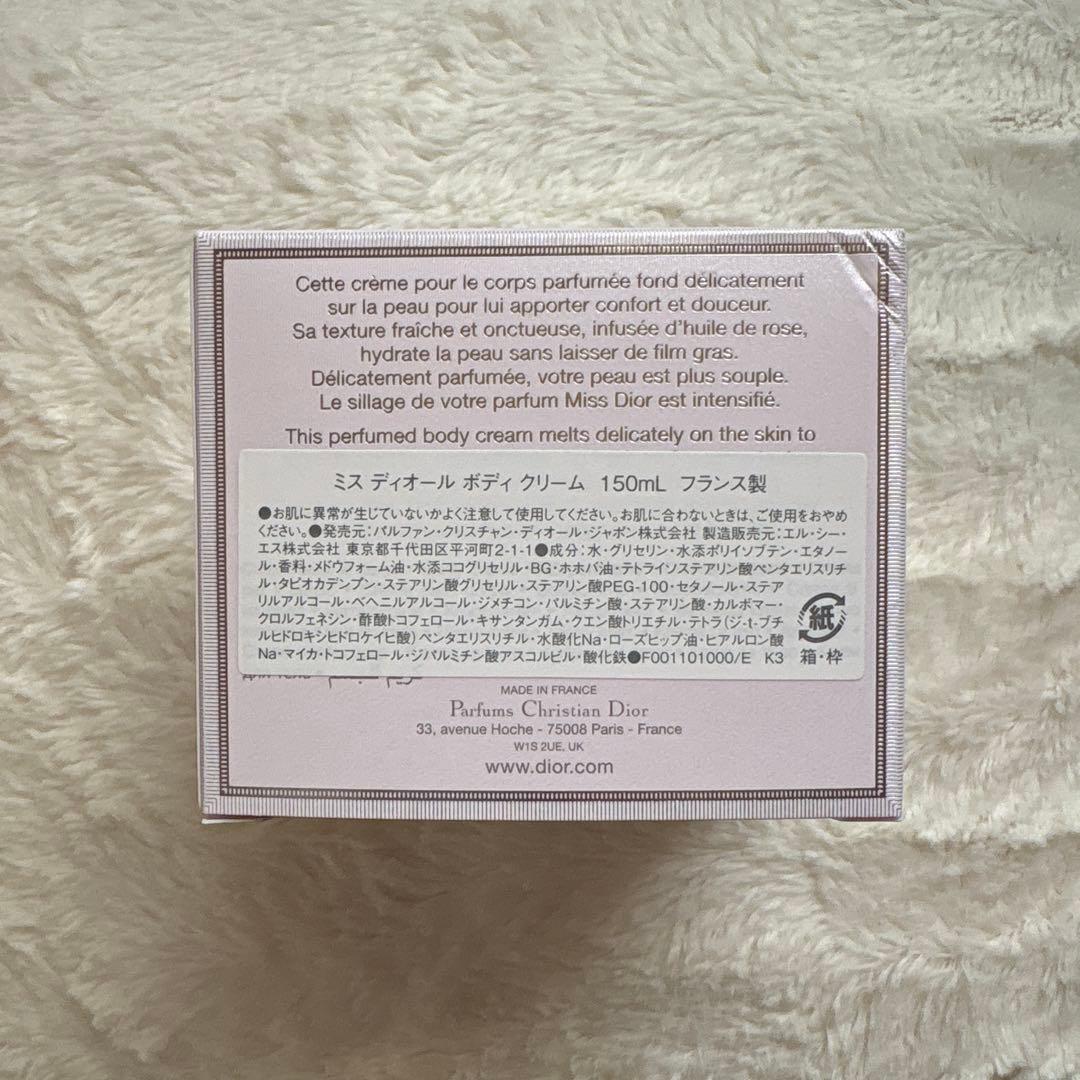 Cette crème pour le corps parfumée fond délicatement
sur la peau pour lui apporter confort et douceur.
Sa texture fraîche et onctueuse, infusée d'huile de rose,
hydrate la peau sans laisser de film gras.
Délicatement parfumée, votre peau est plus souple.
Le sillage de votre parfum Miss Dior est intensifié.
This perfumed body cream melts delicately on the skin to
ミス ディオール ボディ クリーム 150mL フランス製
●お肌に異常が生じていないかよく注意して使用してください。お肌に合わないときは、ご使用をおやめ
ください。●発売元:パルファン・クリスチャン・ディオール・ジャポン株式会社 製造販売元:エル・シー・
エス株式会社 東京都千代田区平河町2-1-1●成分:水・グリセリン・水添ポリイソブテン・エタノー
ル・香料・メドウフォーム油・水添ココグリセリル・BG・ホホバ油・テトライソステアリン酸ペンタエリスリチ
ル・タピオカデンプン・ステアリン酸グリセリル・ステアリン酸PEG-100・セタノール・ステア
リルアルコール・ベヘニルアルコール・ジメチコン・パルミチン酸・ステアリン酸・カルボマー・
クロルフェネシン・酢酸トコフェロール・キサンタンガム・クエン酸トリエチル・テトラ(ジ-t-ブチ
ルヒドロキシヒドロケイヒ酸)ペンタエリスリチル・水酸化Na・ローズヒップ油・ヒアルロン酸
Na・マイカ・トコフェロール・ジパルミチン酸アスコルビル・酸化鉄●F001101000/E K3
紙
箱・枠
MADE IN FRANCE
Parfums Christian Dior
33, avenue Hoche - 75008 Paris - France
W1S 2UE, UK
www.dior.com